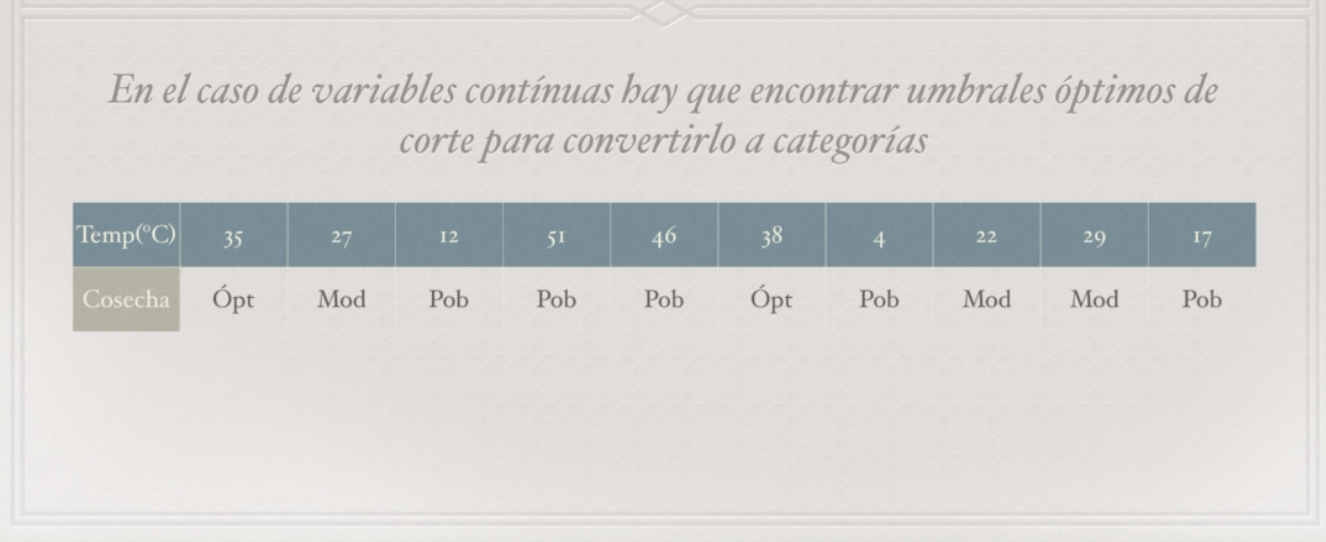 En el caso de variables contínuas hay que encontrar umbrales óptimos de
corte para convertirlo a categorías
Temp(°C) 35 27 12 51 46 38 4 22 29 17
Cosecha Ópt Mod Pob Pob Pob Ópt Pob Mod Mod Pob